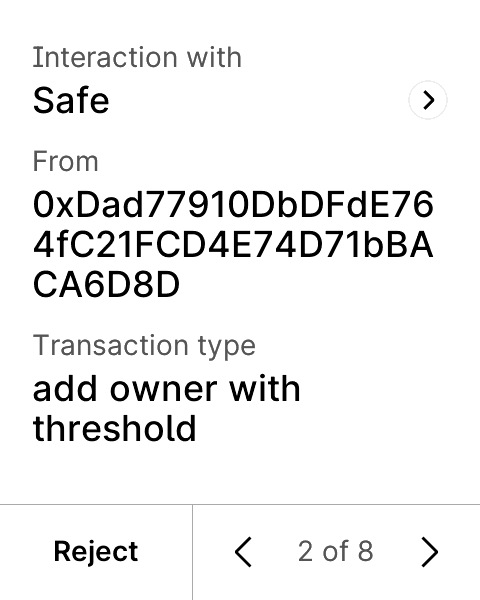 Interaction with
Safe
From
0xDad77910DbDFdE76
4fC21FCD4E74D71bBA
CA6D8D
Transaction type
add owner with
threshold
Reject
2 of 8